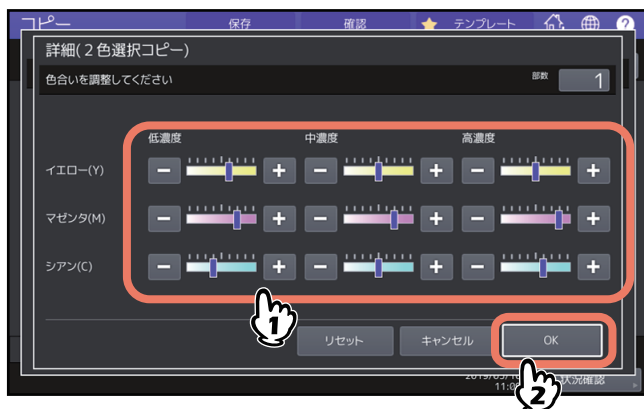 コピー 保存 確認 テンプレート ?
詳細(2色選択コピー)
色合いを調整してください 部数 1
低濃度 中濃度 高濃度
イエロー(Y)
マゼンタ(M)
シアン(C)
1
リセット キャンセル OK
状況確認
11:0
2